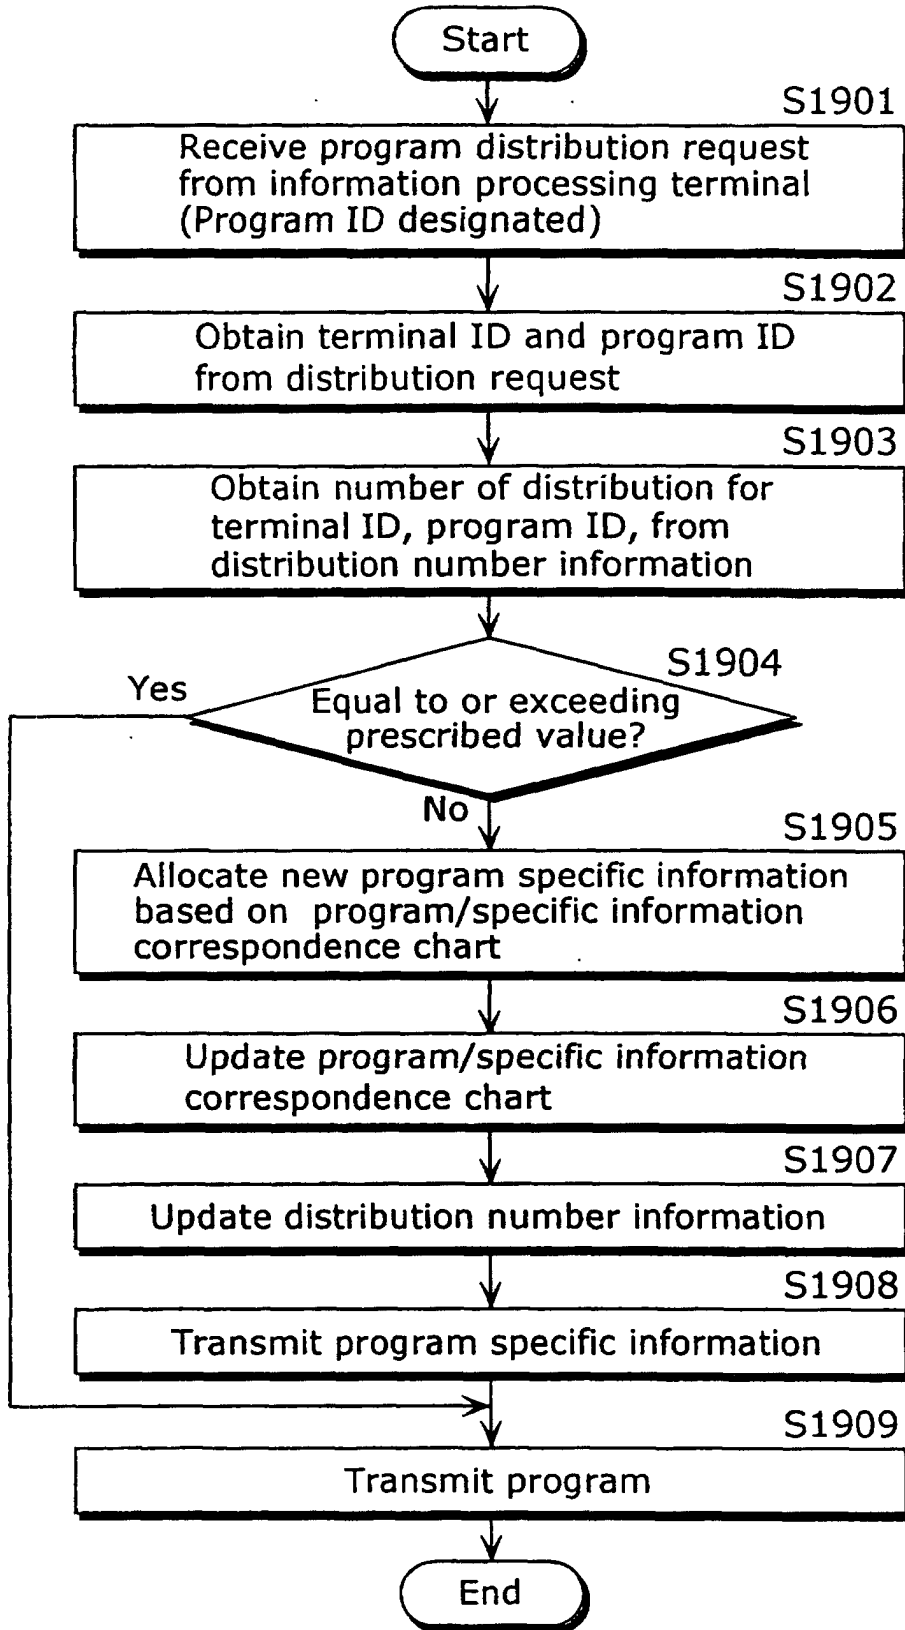 Start
S1901
Receive program distribution request
from information processing terminal
(Program ID designated)
S1902
Obtain terminal ID and program ID
from distribution request
S1903
Obtain number of distribution for
terminal ID, program ID, from
distribution number information
S1904
Yes
Equal to or exceeding
prescribed value?
No
S1905
Allocate new program specific information
based on program/specific information
correspondence chart
S1906
Update program/specific information
correspondence chart
S1907
Update distribution number information
S1908
Transmit program specific information
S1909
Transmit program
End